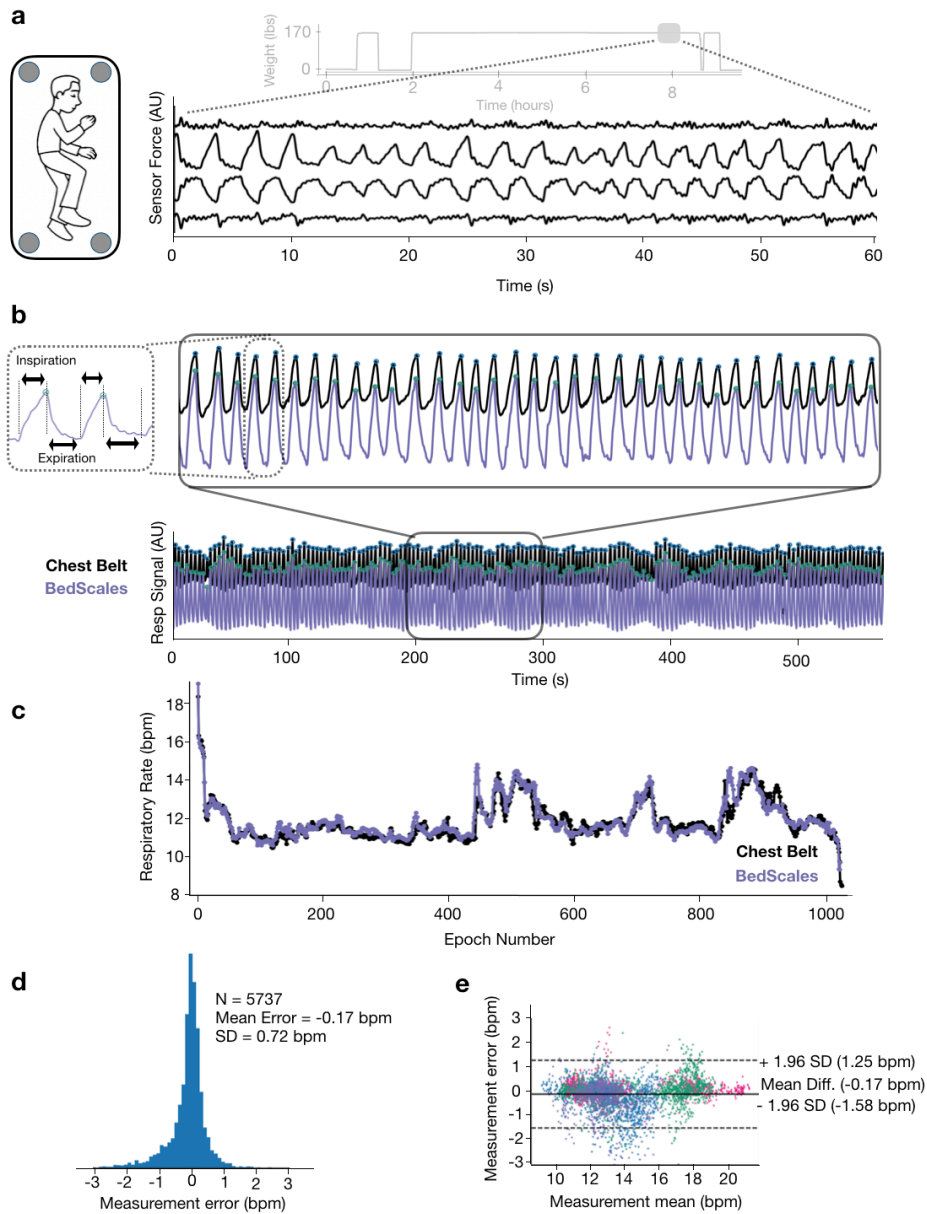 a
170
0
Weight (lbs)
0 2 4 6 8
Time (hours)
Sensor Force (AU)
0 10 20 30 40 50 60
Time (s)
b
Inspiration
Expiration
Chest Belt
BedScales
Resp Signal (AU)
0 100 200 300 400 500
Time (s)
c
Respiratory Rate (bpm)
18
16
14
12
10
8
Chest Belt
BedScales
0 200 400 600 800 1000
Epoch Number
d
N = 5737
Mean Error = -0.17 bpm
SD = 0.72 bpm
-3 -2 -1 0 1 2 3
Measurement error (bpm)
e
Measurement error (bpm)
3
2
1
0
-1
-2
-3
+ 1.96 SD (1.25 bpm)
Mean Diff. (-0.17 bpm)
- 1.96 SD (-1.58 bpm)
10 12 14 16 18 20
Measurement mean (bpm)